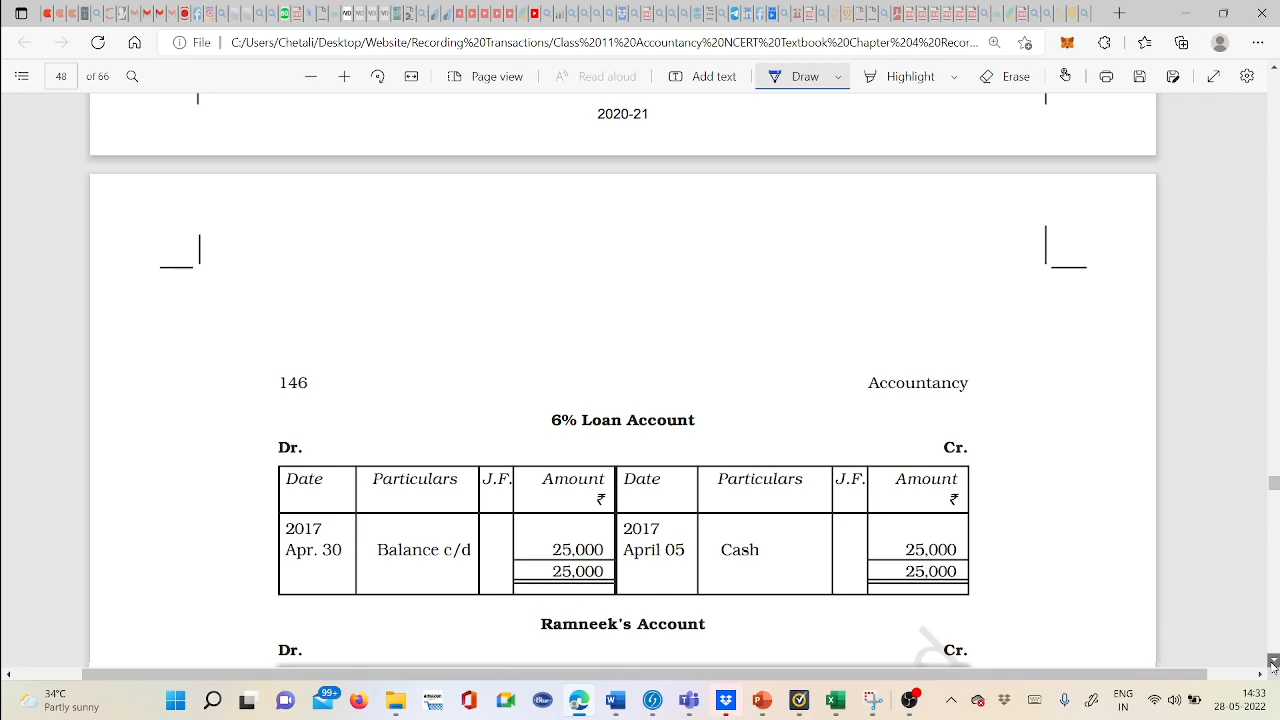 File C:/Users/Chetali/Desktop/Website/Recording%20Transactions/Class%2011%20Accountancy%20NCERT%20Textbook%20Chapter%204%20Recor...
48 of 66 Page view Read aloud Add text Draw Highlight Erase
2020-21
146 Accountancy
6% Loan Account
Dr. Cr.
Date Particulars J.F. Amount Date Particulars J.F. Amount
₹ ₹
2017 2017
Apr. 30 Balance c/d 25,000 April 05 Cash 25,000
25,000 25,000
Ramneek's Account
Dr. Cr.
d
34°C
Partly sunny
99+
ENG
IN
14:33
28-05-2022